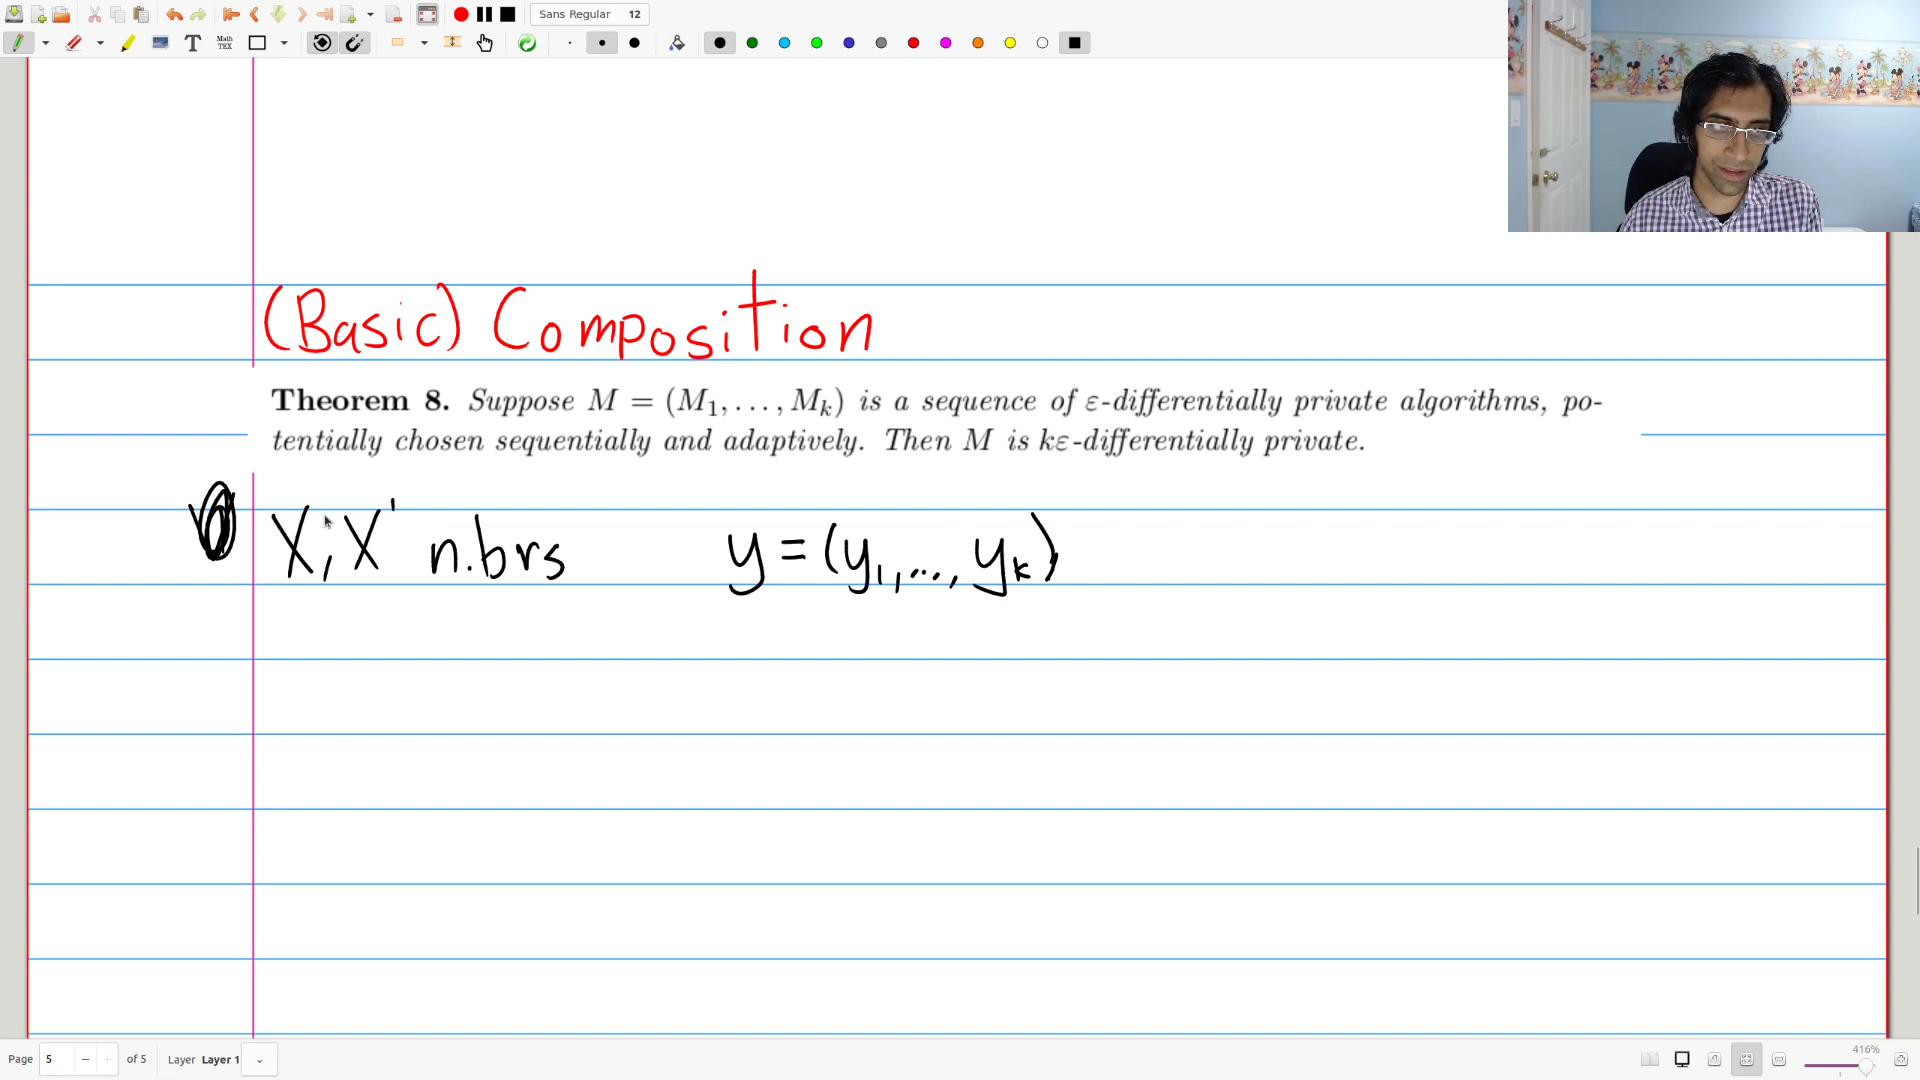 Sans Regular 12
Math
TEX
(Basic) Composition
Theorem 8. Suppose M = (M₁, . . . , Mₖ) is a sequence of ε-differentially private algorithms, po-
tentially chosen sequentially and adaptively. Then M is kε-differentially private.
X, X' n.brs y = (y₁, ..., yₖ)
Page 5 of 5 Layer Layer 1
416%